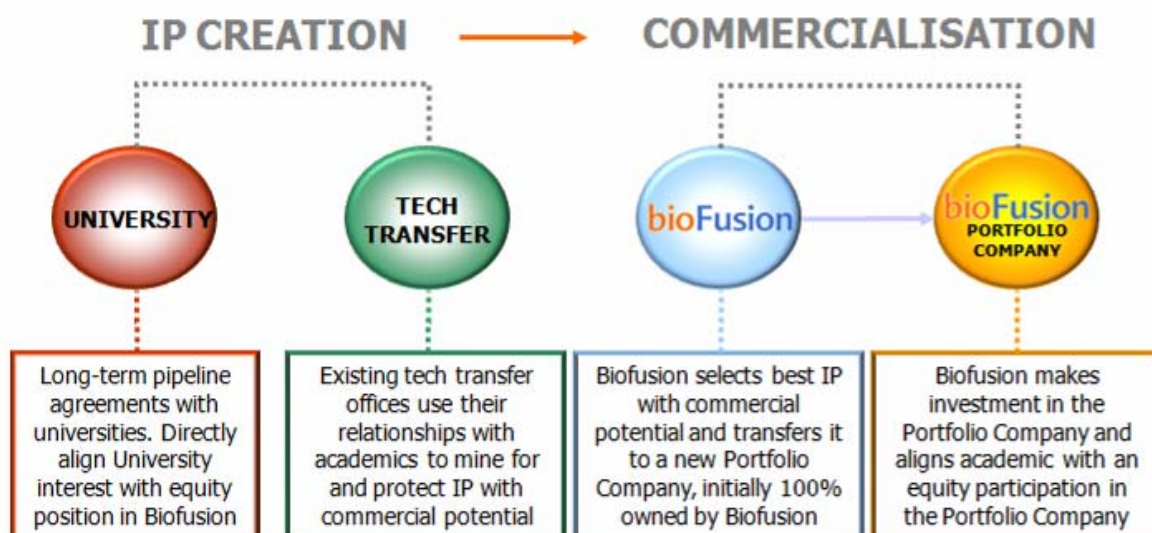 IP CREATION
COMMERCIALISATION
UNIVERSITY
TECH
TRANSFER
bioFusion
bioFusion
PORTFOLIO
COMPANY
Long-term pipeline
agreements with
universities. Directly
align University
interest with equity
position in Biofusion
Existing tech transfer
offices use their
relationships with
academics to mine for
and protect IP with
commercial potential
Biofusion selects best IP
with commercial
potential and transfers it
to a new Portfolio
Company, initially 100%
owned by Biofusion
Biofusion makes
investment in the
Portfolio Company and
aligns academic with an
equity participation in
the Portfolio Company